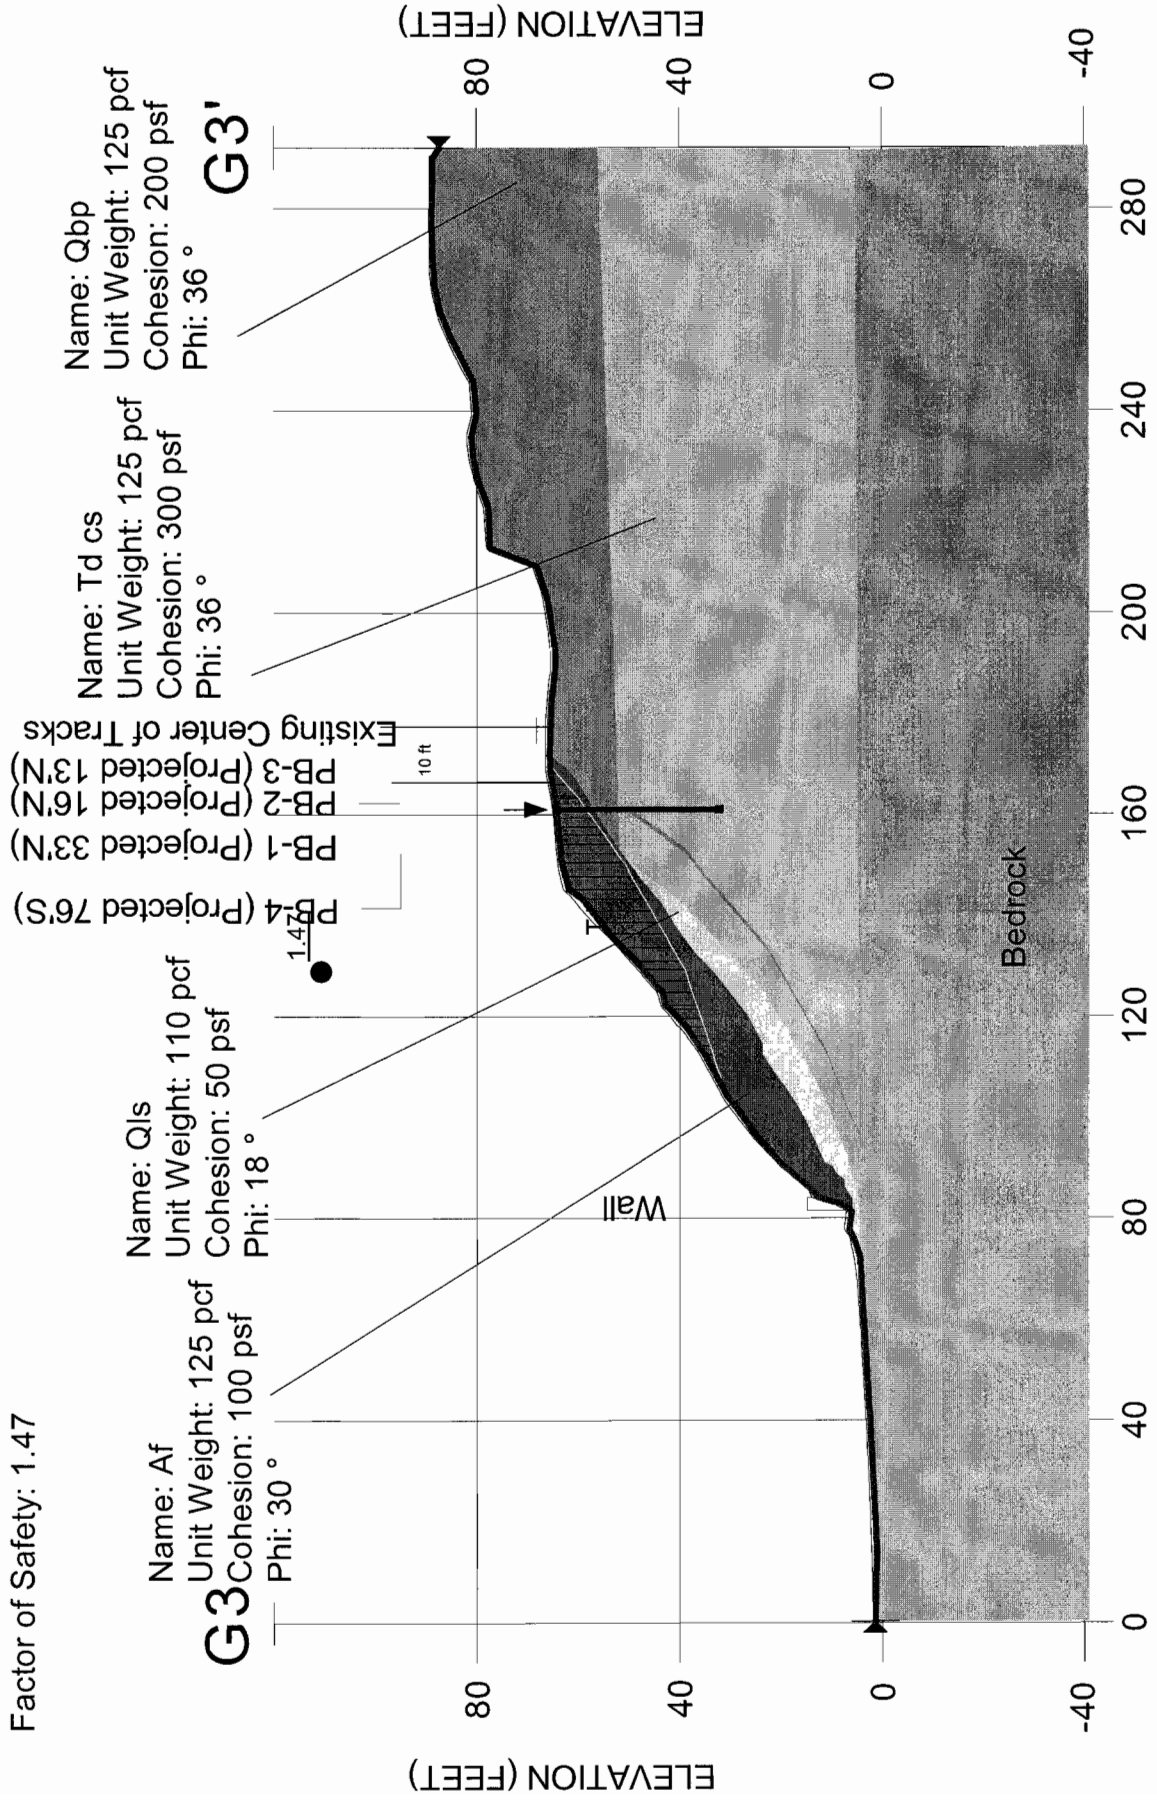 Factor of Safety: 1.47
Name: Af
Unit Weight: 125 pcf
Cohesion: 100 psf
Phi: 30 °
Name: Qls
Unit Weight: 110 pcf
Cohesion: 50 psf
Phi: 18 °
Name: Td cs
Unit Weight: 125 pcf
Cohesion: 300 psf
Phi: 36 °
Name: Qbp
Unit Weight: 125 pcf
Cohesion: 200 psf
Phi: 36 °
G3
G3'
PB-4 (Projected 76'S)
PB-1 (Projected 33'N)
PB-2 (Projected 16'N)
PB-3 (Projected 13'N)
Existing Center of Tracks
1.47
10 ft
Wall
Bedrock
ELEVATION (FEET)
80
40
0
-40
ELEVATION (FEET)
80
40
0
-40
0
40
80
120
160
200
240
280